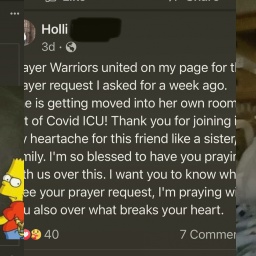 Holli
3d ·
ayer Warriors united on my page for t
ayer request I asked for a week ago.
e is getting moved into her own room
t of Covid ICU! Thank you for joining i
heartache for this friend like a sister,
mily. I'm so blessed to have you prayin
th us over this. I want you to know wh
ee your prayer request, I'm praying w
u also over what breaks your heart.
40
7 Commer